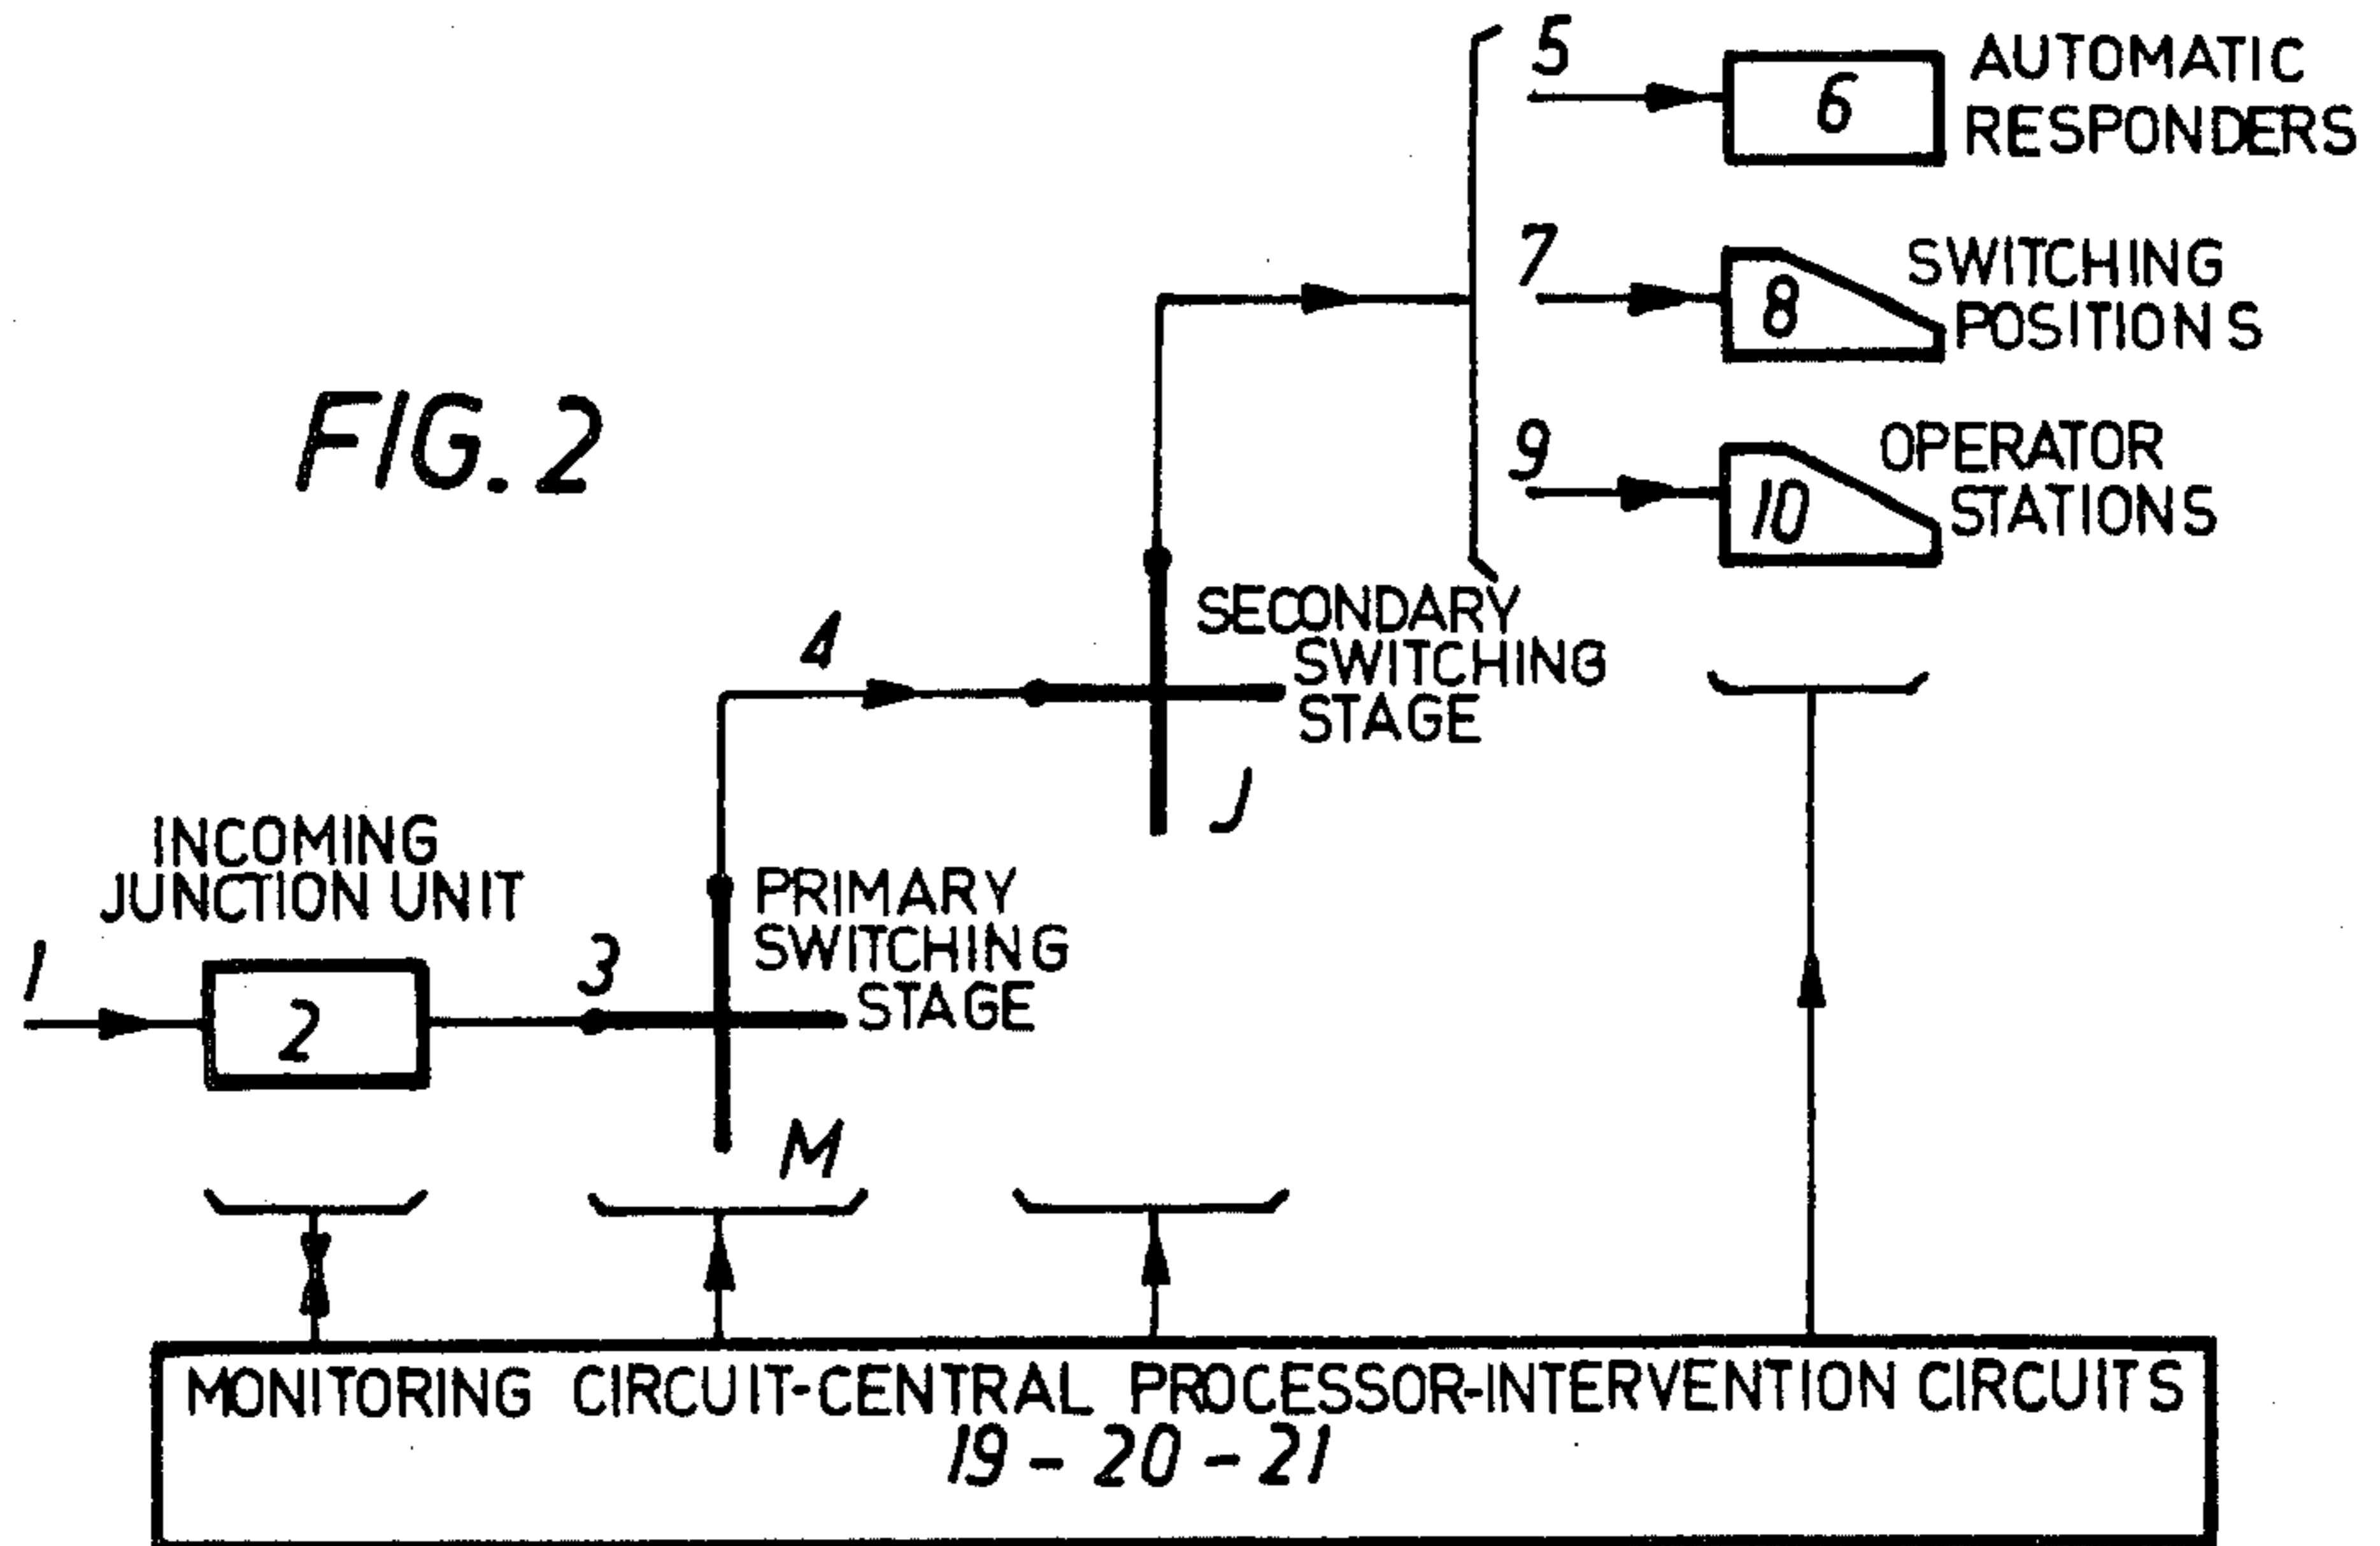 5
AUTOMATIC
6
RESPONDERS
7
SWITCHING
8
POSITIONS
FIG. 2
9
OPERATOR
10
STATIONS
SECONDARY
SWITCHING
STAGE
4
J
INCOMING
JUNCTION UNIT
PRIMARY
SWITCHING
STAGE
1
2
3
M
MONITORING CIRCUIT-CENTRAL PROCESSOR-INTERVENTION CIRCUITS
19-20-21